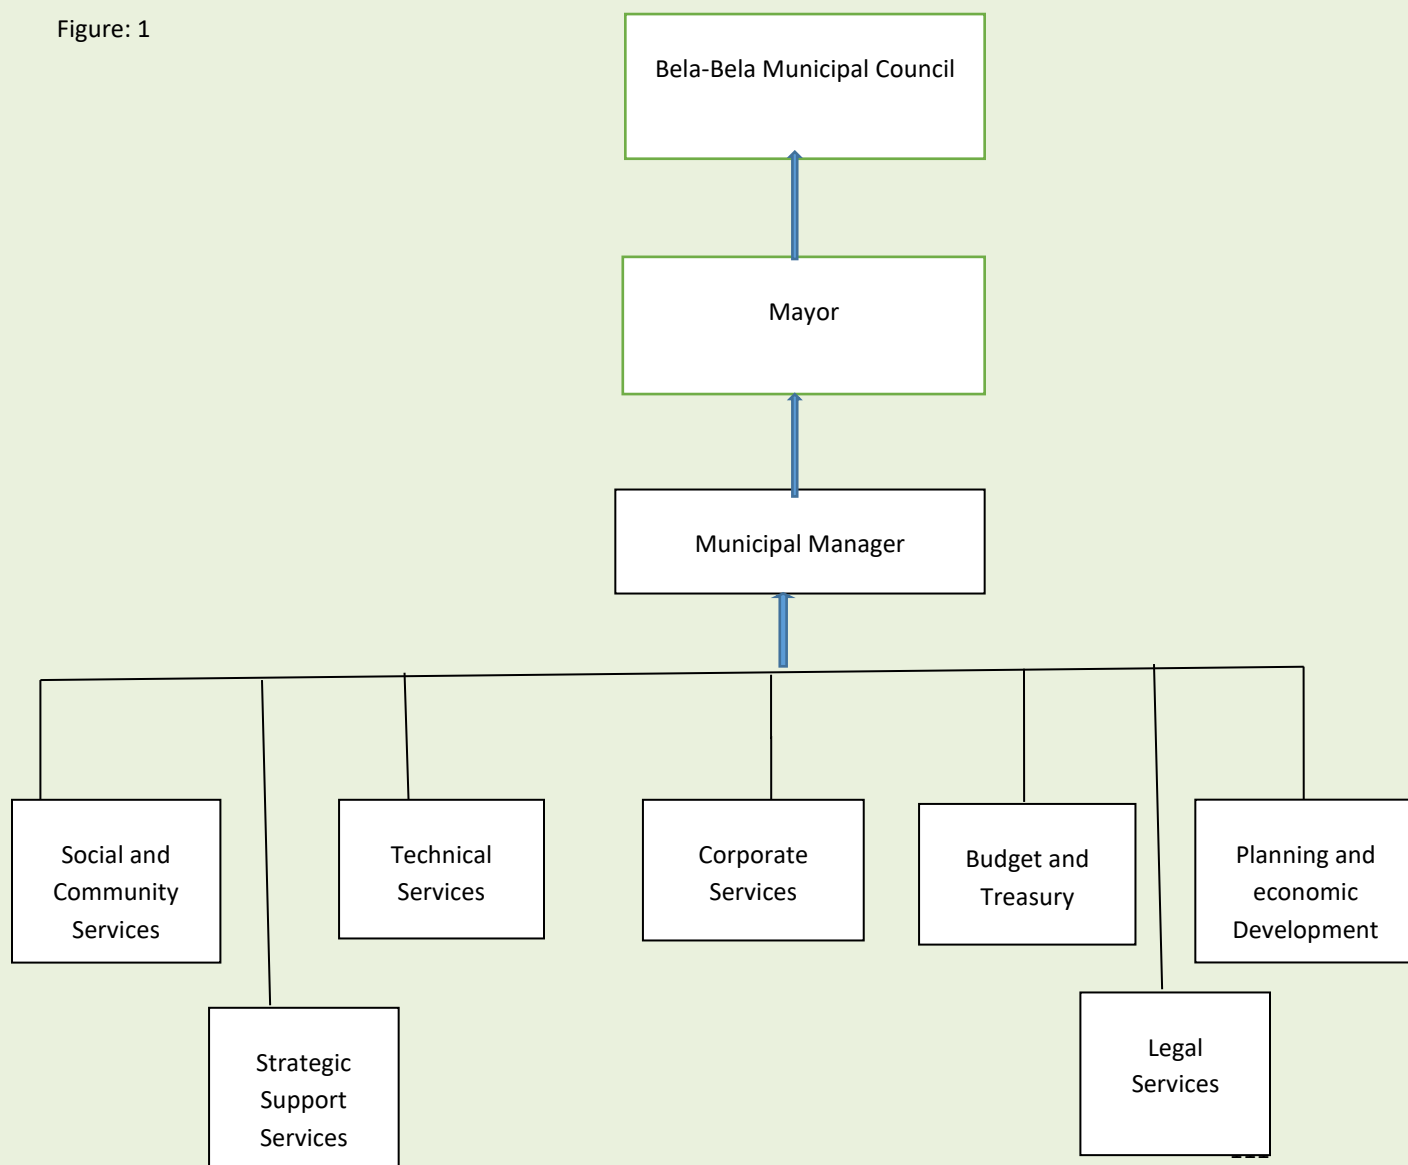 Figure: 1
Bela-Bela Municipal Council
Mayor
Municipal Manager
Social and
Community
Services
Technical
Services
Corporate
Services
Budget and
Treasury
Planning and
economic
Development
Strategic
Support
Services
Legal
Services